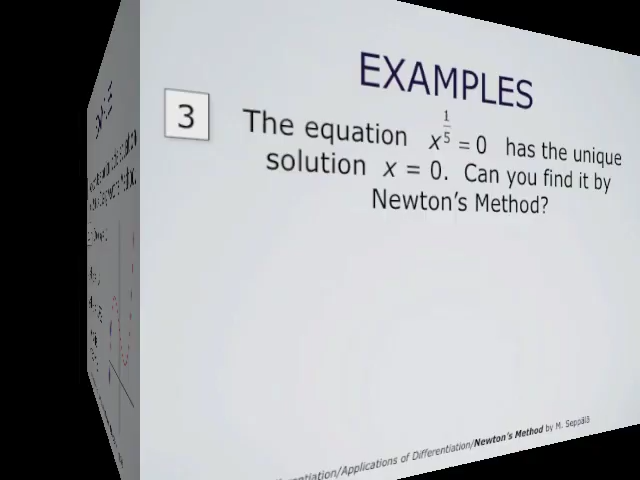 EXAMPLES
3
The equation x^{1/5} = 0 has the unique
solution x = 0. Can you find it by
Newton's Method?
/Applications of Differentiation/Newton's Method by M. Seppälä